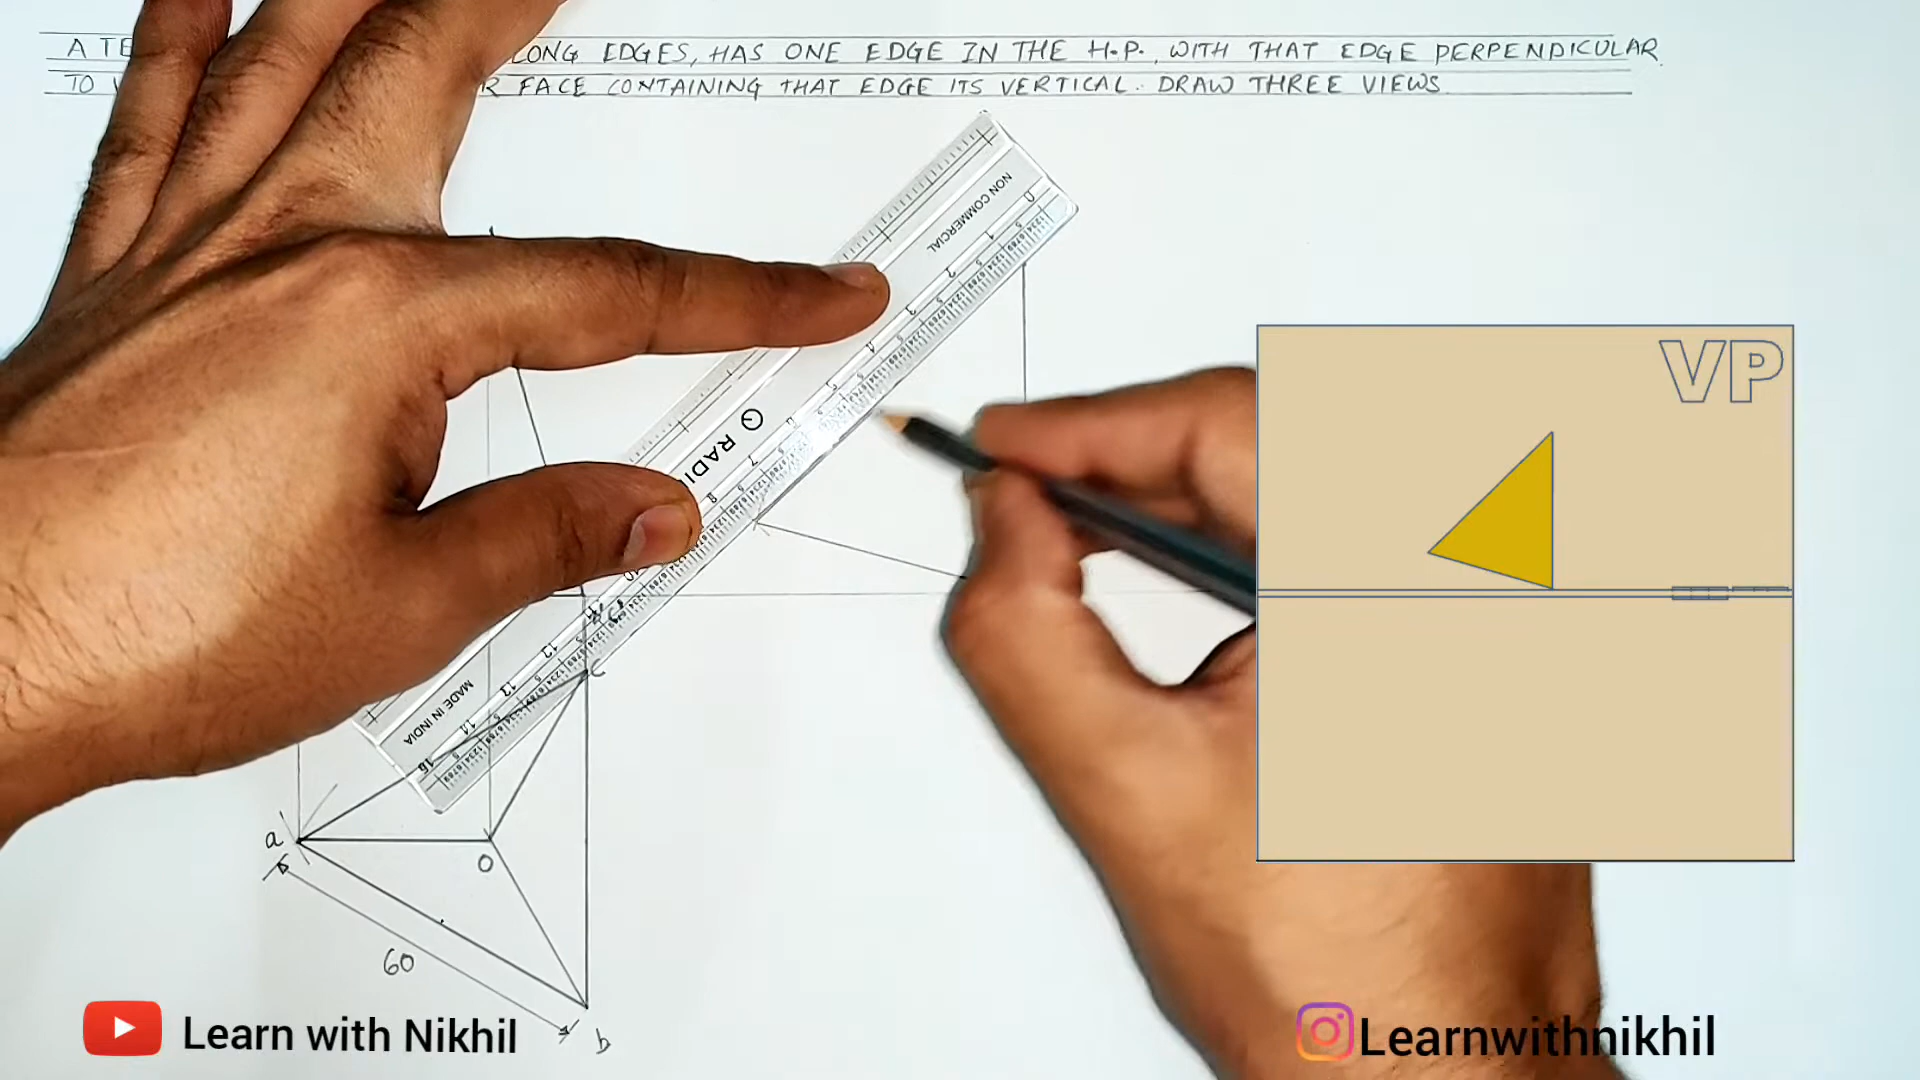 A TE LONG EDGES, HAS ONE EDGE IN THE H.P., WITH THAT EDGE PERPENDICULAR
TO FACE CONTAINING THAT EDGE ITS VERTICAL. DRAW THREE VIEWS
NON COMMERCIAL
RADI
MADE IN INDIA
VP
c
a
o
60
b
Learn with Nikhil
Learnwithnikhil